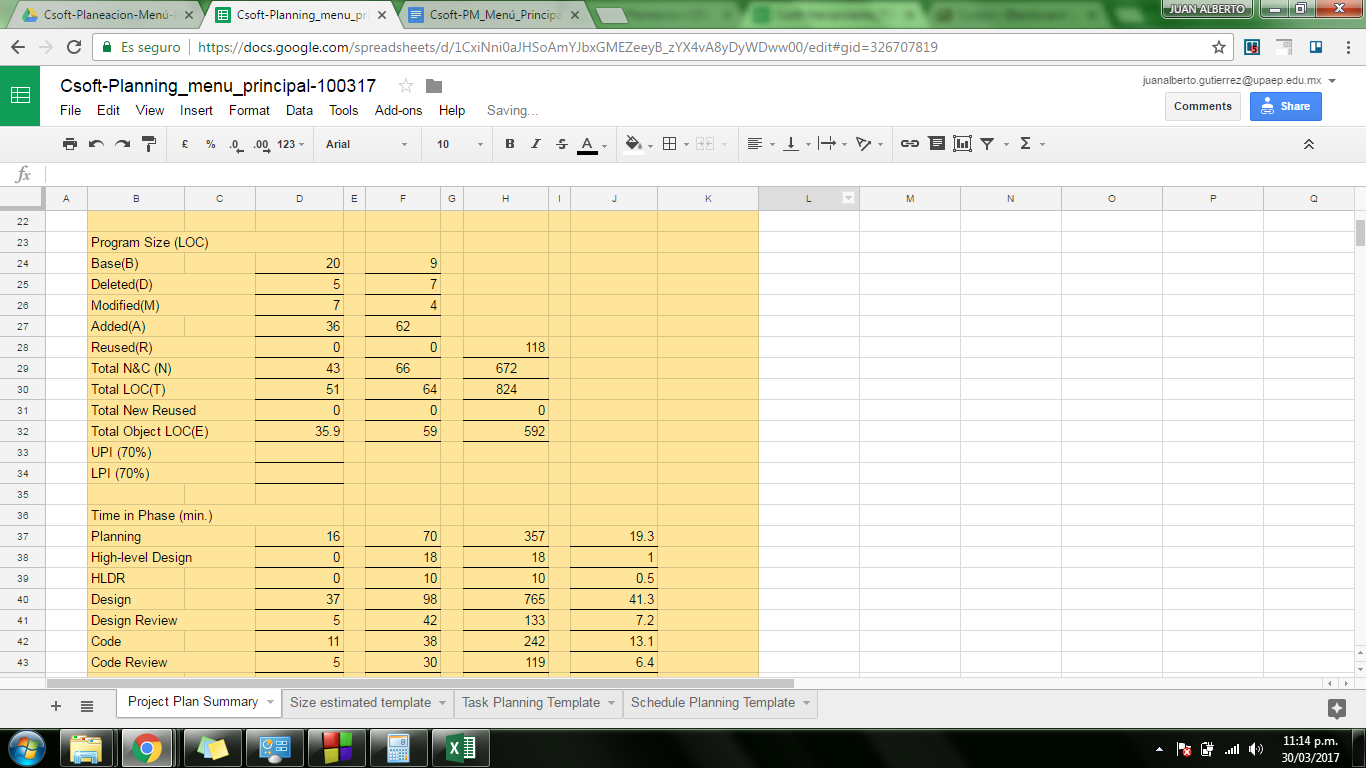 Csoft-Planeacion-Menú-
Csoft-Planning_menu_pri
Csoft-PM_Menú_Principa
JUAN ALBERTO
Es seguro
https://docs.google.com/spreadsheets/d/1CxiNni0aJHSoAmYJbxGMEZeeyB_zYX4vA8yDyWDww00/edit#gid=326707819
Csoft-Planning_menu_principal-100317
juanalberto.gutierrez@upaep.edu.mx
File Edit View Insert Format Data Tools Add-ons Help Saving...
Comments
Share
£ % .0 .00 123 Arial 10 B I S A Σ
fx
A B C D E F G H I J K L M N O P Q
22
23 Program Size (LOC)
24 Base(B) 20 9
25 Deleted(D) 5 7
26 Modified(M) 7 4
27 Added(A) 36 62
28 Reused(R) 0 0 118
29 Total N&C (N) 43 66 672
30 Total LOC(T) 51 64 824
31 Total New Reused 0 0 0
32 Total Object LOC(E) 35.9 59 592
33 UPI (70%)
34 LPI (70%)
35
36 Time in Phase (min.)
37 Planning 16 70 357 19.3
38 High-level Design 0 18 18 1
39 HLDR 0 10 10 0.5
40 Design 37 98 765 41.3
41 Design Review 5 42 133 7.2
42 Code 11 38 242 13.1
43 Code Review 5 30 119 6.4
Project Plan Summary
Size estimated template
Task Planning Template
Schedule Planning Template
11:14 p.m.
30/03/2017